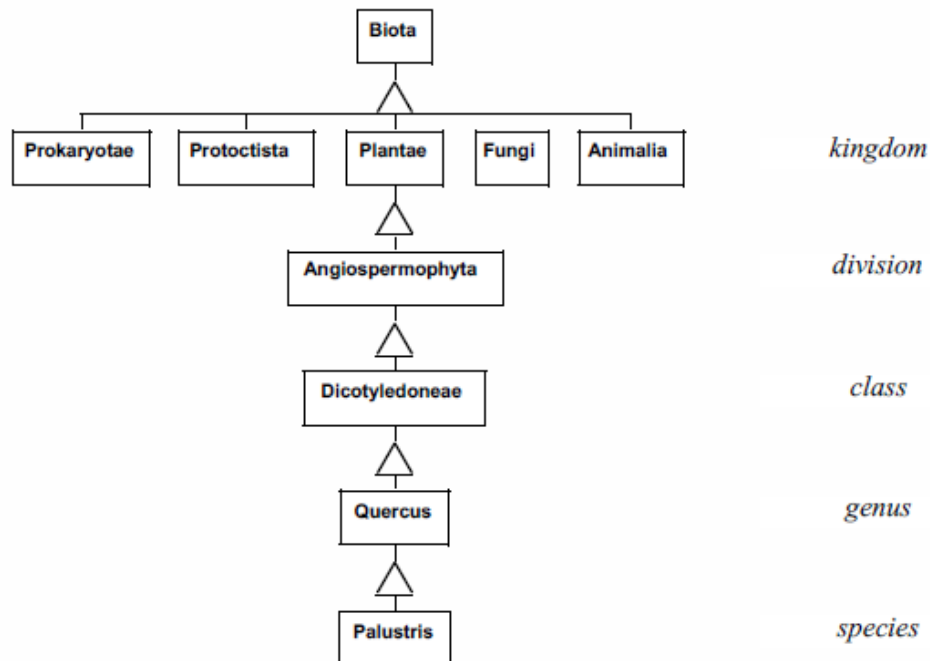 Biota
Prokaryotae Protoctista Plantae Fungi Animalia kingdom
Angiospermophyta division
Dicotyledoneae class
Quercus genus
Palustris species